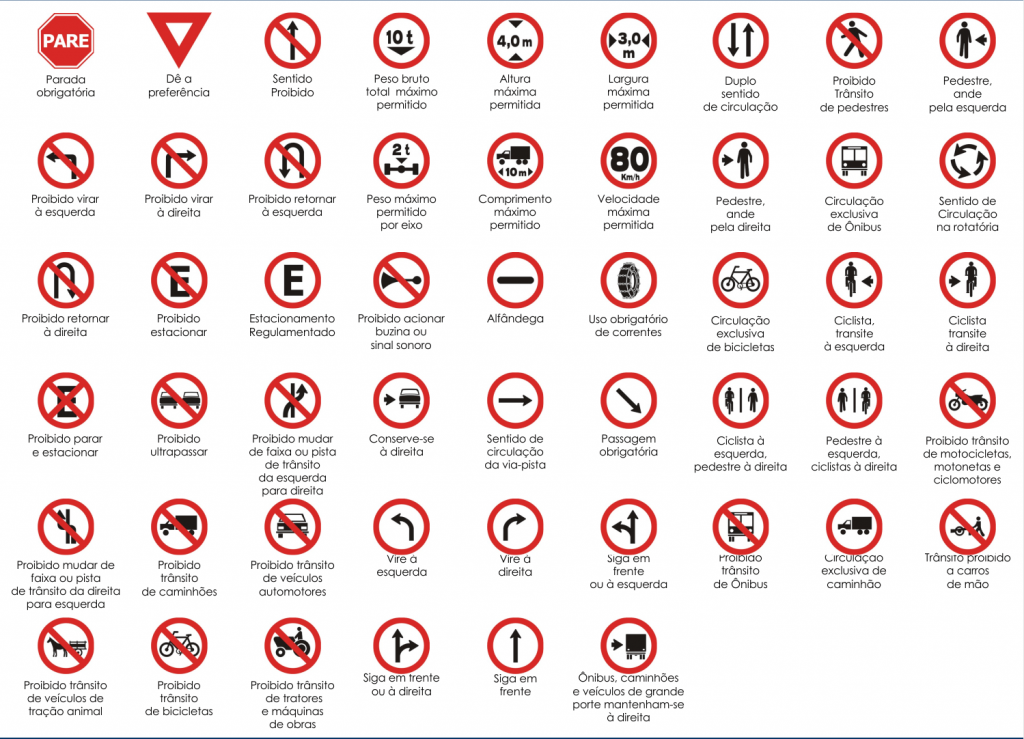 PARE
Parada
obrigatória
Dê a
preferência
Sentido
Proibido
10 t
Peso bruto
total máximo
permitido
4,0 m
Altura
máxima
permitida
3,0
m
Largura
máxima
permitida
Duplo
sentido
de circulação
Proibido
Trânsito
de pedestres
Pedestre,
ande
pela esquerda
Proibido virar
à esquerda
Proibido virar
à direita
Proibido retornar
à esquerda
2 t
Peso máximo
permitido
por eixo
10 m
Comprimento
máximo
permitido
80
Km/h
Velocidade
máxima
permitida
Pedestre,
ande
pela direita
Circulação
exclusiva
de Ônibus
Sentido de
Circulação
na rotatória
Proibido retornar
à direita
E
Proibido
estacionar
E
Estacionamento
Regulamentado
Proibido acionar
buzina ou
sinal sonoro
Alfândega
Uso obrigatório
de correntes
Circulação
exclusiva
de bicicletas
Ciclista,
transite
à esquerda
Ciclista
transite
à direita
E
Proibido parar
e estacionar
Proibido
ultrapassar
Proibido mudar
de faixa ou pista
de trânsito
da esquerda
para direita
Conserve-se
à direita
Sentido de
circulação
da via-pista
Passagem
obrigatória
Ciclista à
esquerda,
pedestre à direita
Pedestre à
esquerda,
ciclistas à direita
Proibido trânsito
de motocicletas,
motonetas e
ciclomotores
Proibido mudar de
faixa ou pista
de trânsito da direita
para esquerda
Proibido
trânsito
de caminhões
Proibido trânsito
de veículos
automotores
Vire à
esquerda
Vire à
direita
Siga em
frente
ou à esquerda
Proibido
trânsito
de Ônibus
Circulação
exclusiva de
caminhão
Trânsito proibido
a carros
de mão
Proibido trânsito
de veículos de
tração animal
Proibido
trânsito
de bicicletas
Proibido trânsito
de tratores
e máquinas
de obras
Siga em frente
ou à direita
Siga em
frente
Ônibus, caminhões
e veículos de grande
porte mantenham-se
à direita